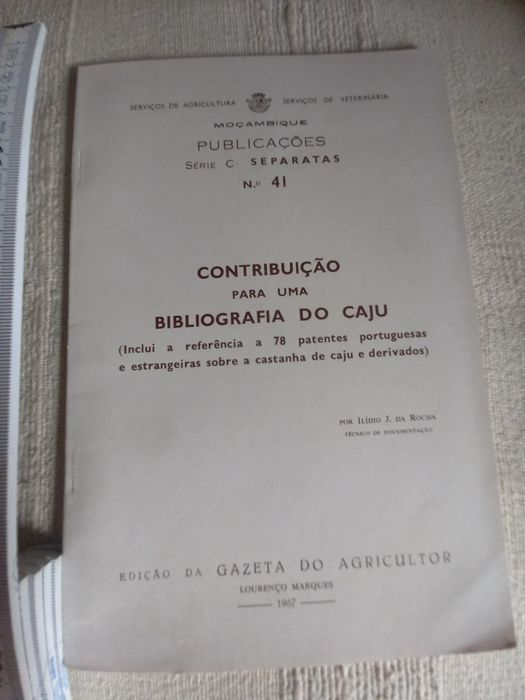 SERVIÇOS DE AGRICULTURA SERVIÇOS DE VETERINÁRIA
MOÇAMBIQUE
PUBLICAÇÕES
SÉRIE C: SEPARATAS
N.º 41
CONTRIBUIÇÃO
PARA UMA
BIBLIOGRAFIA DO CAJU
(Inclui a referência a 78 patentes portuguesas
e estrangeiras sobre a castanha de caju e derivados)
POR ILÍDIO J. DA ROCHA
TÉCNICO DE DOCUMENTAÇÃO
EDIÇÃO DA GAZETA DO AGRICULTOR
LOURENÇO MARQUES
1967